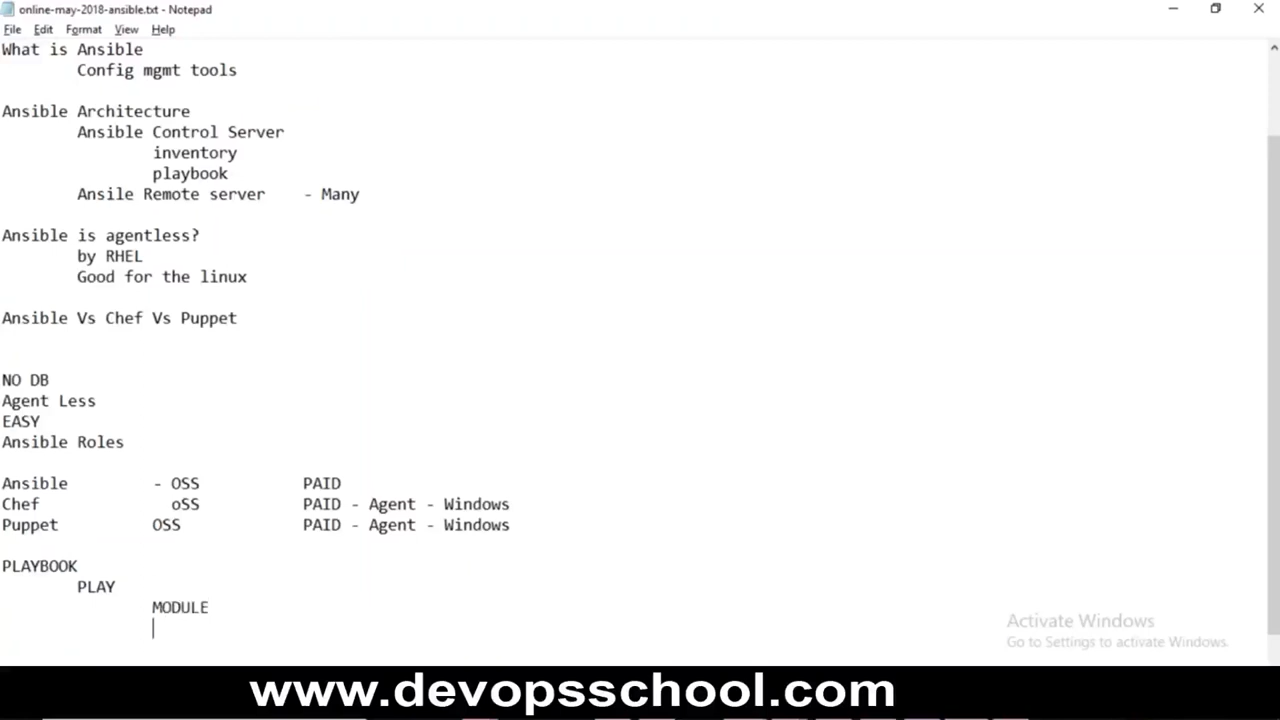 online-may-2018-ansible.txt - Notepad
File Edit Format View Help
What is Ansible
Config mgmt tools
Ansible Architecture
Ansible Control Server
inventory
playbook
Ansile Remote server - Many
Ansible is agentless?
by RHEL
Good for the linux
Ansible Vs Chef Vs Puppet
NO DB
Agent Less
EASY
Ansible Roles
Ansible - OSS PAID
Chef oSS PAID - Agent - Windows
Puppet OSS PAID - Agent - Windows
PLAYBOOK
PLAY
MODULE
Activate Windows
Go to Settings to activate Windows.
www.devopsschool.com